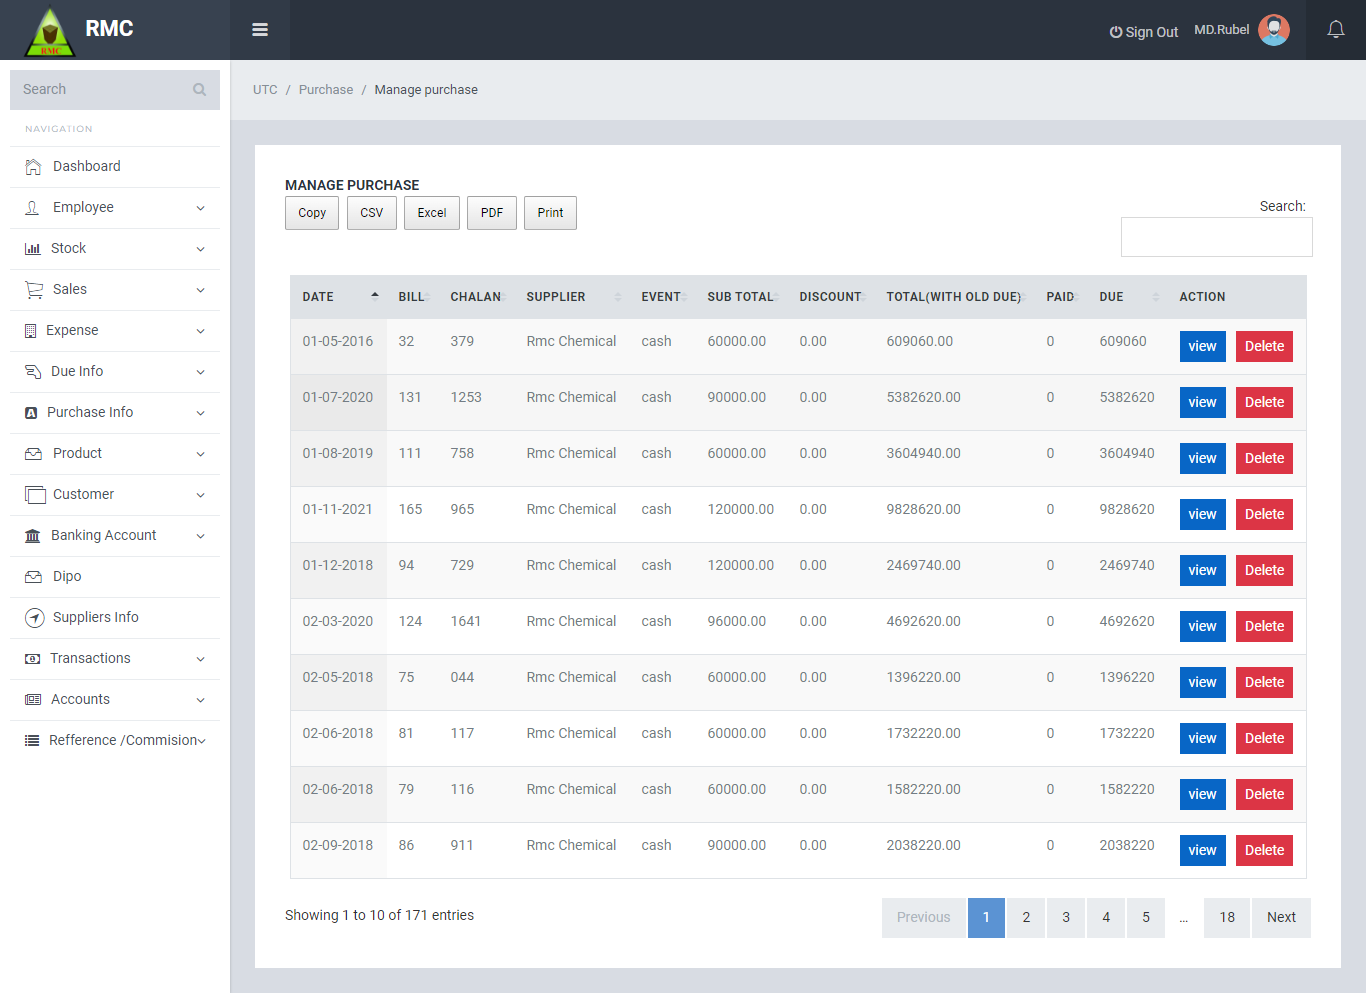 RMC
RMC
Sign Out
MD.Rubel
Search
NAVIGATION
Dashboard
Employee
Stock
Sales
Expense
Due Info
Purchase Info
Product
Customer
Banking Account
Dipo
Suppliers Info
Transactions
Accounts
Refference /Commision
UTC / Purchase / Manage purchase
MANAGE PURCHASE
Copy CSV Excel PDF Print
Search:
DATE BILL CHALAN SUPPLIER EVENT SUB TOTAL DISCOUNT TOTAL(WITH OLD DUE) PAID DUE ACTION
01-05-2016 32 379 Rmc Chemical cash 60000.00 0.00 609060.00 0 609060 view Delete
01-07-2020 131 1253 Rmc Chemical cash 90000.00 0.00 5382620.00 0 5382620 view Delete
01-08-2019 111 758 Rmc Chemical cash 60000.00 0.00 3604940.00 0 3604940 view Delete
01-11-2021 165 965 Rmc Chemical cash 120000.00 0.00 9828620.00 0 9828620 view Delete
01-12-2018 94 729 Rmc Chemical cash 120000.00 0.00 2469740.00 0 2469740 view Delete
02-03-2020 124 1641 Rmc Chemical cash 96000.00 0.00 4692620.00 0 4692620 view Delete
02-05-2018 75 044 Rmc Chemical cash 60000.00 0.00 1396220.00 0 1396220 view Delete
02-06-2018 81 117 Rmc Chemical cash 60000.00 0.00 1732220.00 0 1732220 view Delete
02-06-2018 79 116 Rmc Chemical cash 60000.00 0.00 1582220.00 0 1582220 view Delete
02-09-2018 86 911 Rmc Chemical cash 90000.00 0.00 2038220.00 0 2038220 view Delete
Showing 1 to 10 of 171 entries
Previous 1 2 3 4 5 … 18 Next